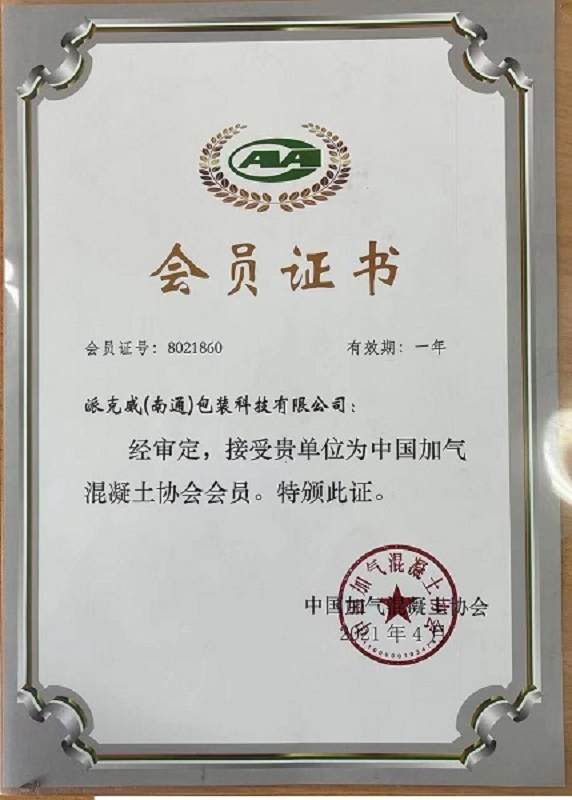 CAA
会员证书
会员证号：8021860 有效期：一年
派克威(南通)包装科技有限公司：
经审定，接受贵单位为中国加气
混凝土协会会员。特颁此证。
中国加气混凝土协会
2021年4月